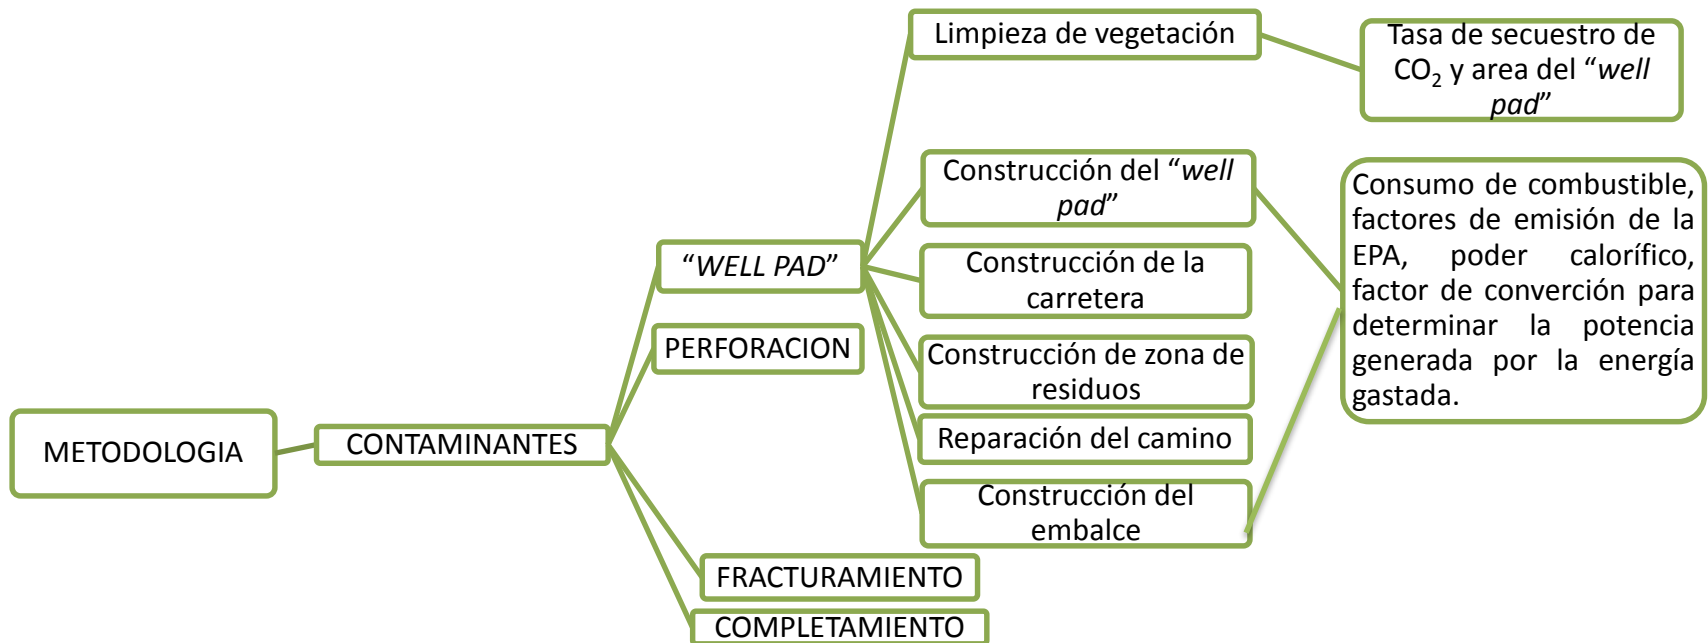 METODOLOGIA
CONTAMINANTES
“WELL PAD”
PERFORACION
FRACTURAMIENTO
COMPLETAMIENTO
Limpieza de vegetación
Construcción del “well
pad”
Construcción de la
carretera
Construcción de zona de
residuos
Reparación del camino
Construcción del
embalce
Tasa de secuestro de
CO₂ y area del “well
pad”
Consumo de combustible,
factores de emisión de la
EPA, poder calorífico,
factor de converción para
determinar la potencia
generada por la energía
gastada.